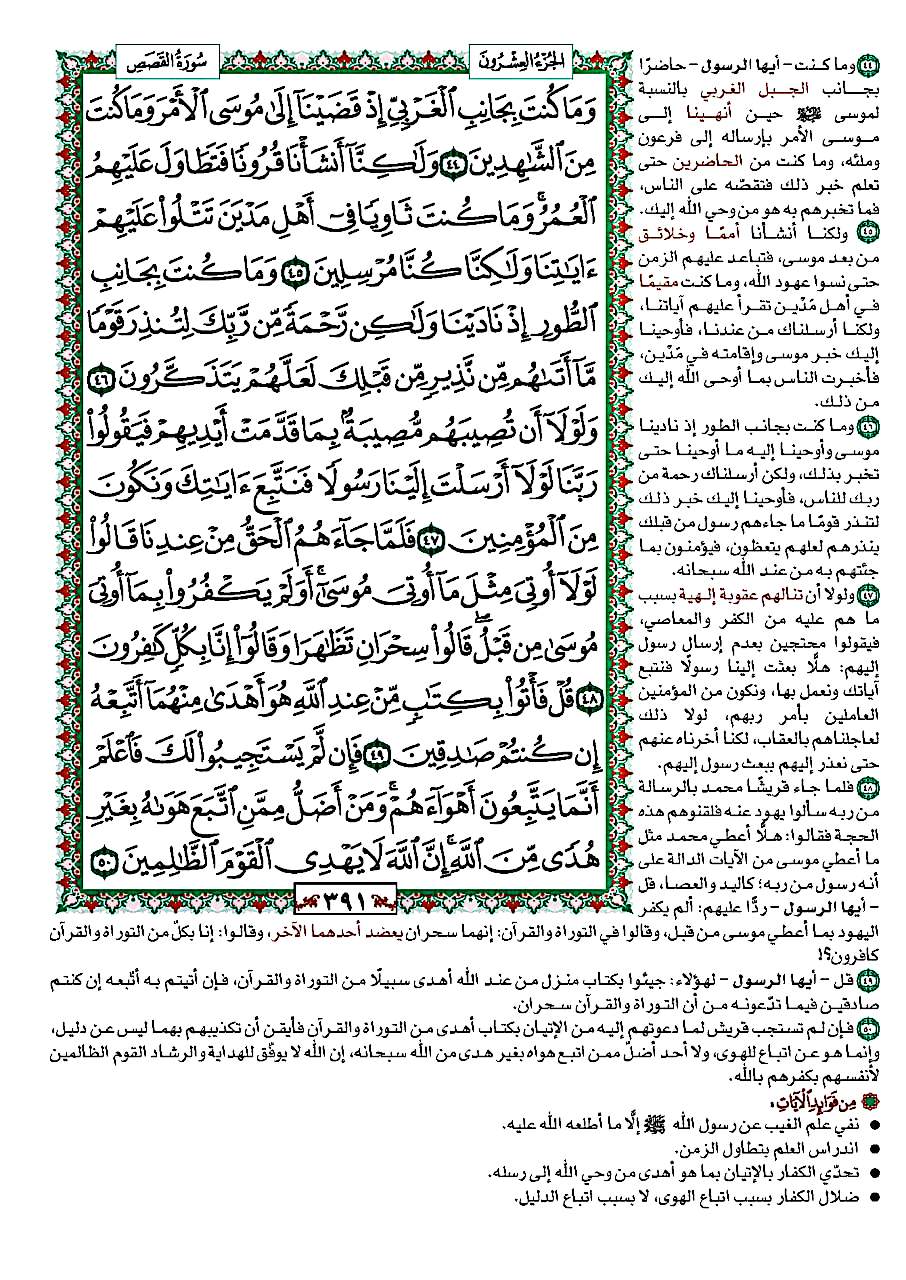 الجزء العشرون
سورة القصص
وَمَا كُنتَ بِجَانِبِ ٱلْغَرْبِيِّ إِذْ قَضَيْنَآ إِلَىٰ مُوسَى ٱلْأَمْرَ وَمَا كُنتَ
مِنَ ٱلشَّٰهِدِينَ ٤٤ وَلَٰكِنَّآ أَنشَأْنَا قُرُونًا فَتَطَاوَلَ عَلَيْهِمُ
ٱلْعُمُرُ ۚ وَمَا كُنتَ ثَاوِيًا فِىٓ أَهْلِ مَدْيَنَ تَتْلُوا۟ عَلَيْهِمْ
ءَايَٰتِنَا وَلَٰكِنَّا كُنَّا مُرْسِلِينَ ٤٥ وَمَا كُنتَ بِجَانِبِ
ٱلطُّورِ إِذْ نَادَيْنَا وَلَٰكِن رَّحْمَةً مِّن رَّبِّكَ لِتُنذِرَ قَوْمًا
مَّآ أَتَىٰهُم مِّن نَّذِيرٍ مِّن قَبْلِكَ لَعَلَّهُمْ يَتَذَكَّرُونَ ٤٦
وَلَوْلَآ أَن تُصِيبَهُم مُّصِيبَةٌۢ بِمَا قَدَّمَتْ أَيْدِيهِمْ فَيَقُولُوا۟
رَبَّنَا لَوْلَآ أَرْسَلْتَ إِلَيْنَا رَسُولًا فَنَتَّبِعَ ءَايَٰتِكَ وَنَكُونَ
مِنَ ٱلْمُؤْمِنِينَ ٤٧ فَلَمَّا جَآءَهُمُ ٱلْحَقُّ مِنْ عِندِنَا قَالُوا۟
لَوْلَآ أُوتِىَ مِثْلَ مَآ أُوتِىَ مُوسَىٰٓ ۚ أَوَلَمْ يَكْفُرُوا۟ بِمَآ أُوتِىَ
مُوسَىٰ مِن قَبْلُ ۖ قَالُوا۟ سِحْرَانِ تَظَٰهَرَا وَقَالُوٓا۟ إِنَّا بِكُلٍّ كَٰفِرُونَ
٤٨ قُلْ فَأْتُوا۟ بِكِتَٰبٍ مِّنْ عِندِ ٱللَّهِ هُوَ أَهْدَىٰ مِنْهُمَآ أَتَّبِعْهُ
إِن كُنتُمْ صَٰدِقِينَ ٤٩ فَإِن لَّمْ يَسْتَجِيبُوا۟ لَكَ فَٱعْلَمْ
أَنَّمَا يَتَّبِعُونَ أَهْوَآءَهُمْ ۚ وَمَنْ أَضَلُّ مِمَّنِ ٱتَّبَعَ هَوَىٰهُ بِغَيْرِ
هُدًى مِّنَ ٱللَّهِ ۚ إِنَّ ٱللَّهَ لَا يَهْدِى ٱلْقَوْمَ ٱلظَّٰلِمِينَ ٥٠
٣٩١
٤٤ وما كنت - أيها الرسول - حاضرًا
بجانب الجبل الغربي بالنسبة
لموسى ﷺ حين أنهينا إلى
موسى الأمر بإرساله إلى فرعون
وملئه، وما كنت من الحاضرين حتى
تعلم خبر ذلك فتقصّه على الناس،
فما تخبرهم به هو من وحي الله إليك.
٤٥ ولكنا أنشأنا أممًا وخلائق
من بعد موسى، فتباعد عليهم الزمن
حتى نسوا عهود الله، وما كنت مقيمًا
في أهل مَدْين تقرأ عليهم آياتنا،
ولكنا أرسلناك من عندنا، فأوحينا
إليك خبر موسى وإقامته في مَدْين،
فأخبرت الناس بما أوحى الله إليك
من ذلك.
٤٦ وما كنت بجانب الطور إذ نادينا
موسى وأوحينا إليه ما أوحينا حتى
تخبر بذلك، ولكن أرسلناك رحمة من
ربك للناس، فأوحينا إليك خبر ذلك
لتنذر قومًا ما جاءهم رسول من قبلك
ينذرهم لعلهم يتعظون، فيؤمنون بما
جئتهم به من عند الله سبحانه.
٤٧ ولولا أن تنالهم عقوبة إلهية بسبب
ما هم عليه من الكفر والمعاصي،
فيقولوا محتجين بعدم إرسال رسول
إليهم: هلَّا بعثت إلينا رسولًا فنتبع
آياتك ونعمل بها، ونكون من المؤمنين
العاملين بأمر ربهم، لولا ذلك
لعاجلناهم بالعقاب، لكنا أخرناه عنهم
حتى نعذر إليهم ببعث رسول إليهم.
٤٨ فلما جاء قريشًا محمد بالرسالة
من ربه سألوا يهود عنه فلقنوهم هذه
الحجة فقالوا: هلَّا أعطي محمد مثل
ما أعطي موسى من الآيات الدالة على
أنه رسول من ربه؛ كاليد والعصا، قل
- أيها الرسول - ردًّا عليهم: ألم يكفر
اليهود بما أعطي موسى من قبل، وقالوا في التوراة والقرآن: إنهما سحران يعضد أحدهما الآخر، وقالوا: إنا بكلّ من التوراة والقرآن
كافرون؟!
٤٩ قل - أيها الرسول - لهؤلاء: جيئوا بكتاب منزل من عند الله أهدى سبيلًا من التوراة والقرآن، فإن أتيتم به أتّبعه إن كنتم
صادقين فيما تدّعونه من أن التوراة والقرآن سحران.
٥٠ فإن لم تستجب قريش لما دعوتهم إليه من الإتيان بكتاب أهدى من التوراة والقرآن فأيقن أن تكذيبهم بهما ليس عن دليل،
وإنما هو عن اتباع للهوى، ولا أحد أضلّ ممن اتبع هواه بغير هدى من الله سبحانه، إن الله لا يوفّق للهداية والرشاد القوم الظالمين
لأنفسهم بكفرهم بالله.
من فوائد الآيات:
● نفي علم الغيب عن رسول الله ﷺ إلَّا ما أطلعه الله عليه.
● اندراس العلم بتطاول الزمن.
● تحدّي الكفار بالإتيان بما هو أهدى من وحي الله إلى رسله.
● ضلال الكفار بسبب اتباع الهوى، لا بسبب اتباع الدليل.